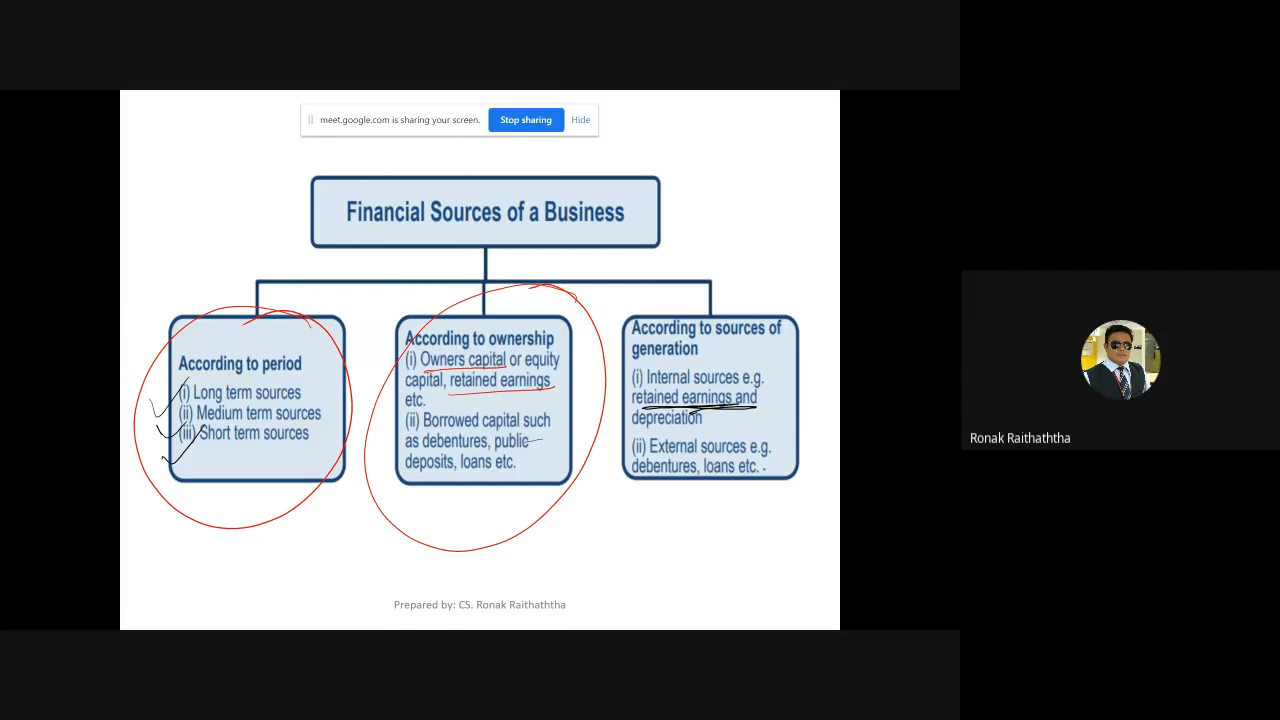 meet.google.com is sharing your screen.
Stop sharing
Hide
Financial Sources of a Business
According to period
(i) Long term sources
(ii) Medium term sources
(iii) Short term sources
According to ownership
(i) Owners capital or equity
capital, retained earnings
etc.
(ii) Borrowed capital such
as debentures, public
deposits, loans etc.
According to sources of
generation
(i) Internal sources e.g.
retained earnings and
depreciation
(ii) External sources e.g.
debentures, loans etc.
Prepared by: CS. Ronak Raithaththa
Ronak Raithaththa